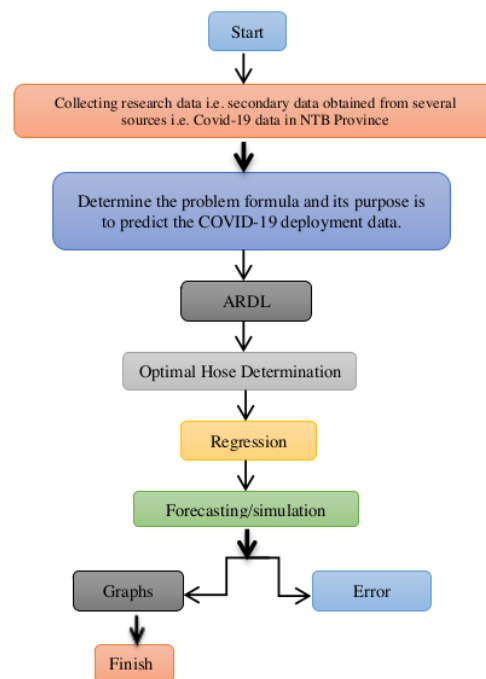 Start
Collecting research data i.e. secondary data obtained from several
sources i.e. Covid-19 data in NTB Province
Determine the problem formula and its purpose is
to predict the COVID-19 deployment data.
ARDL
Optimal Hose Determination
Regression
Forecasting/simulation
Graphs
Error
Finish